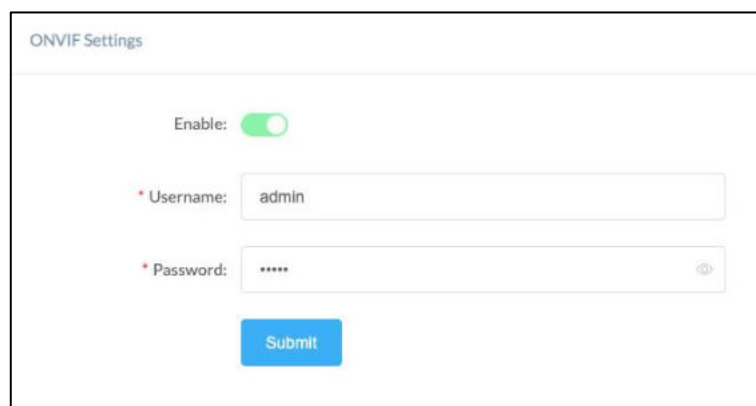 ONVIF Settings
Enable:
* Username: admin
* Password: •••••
Submit